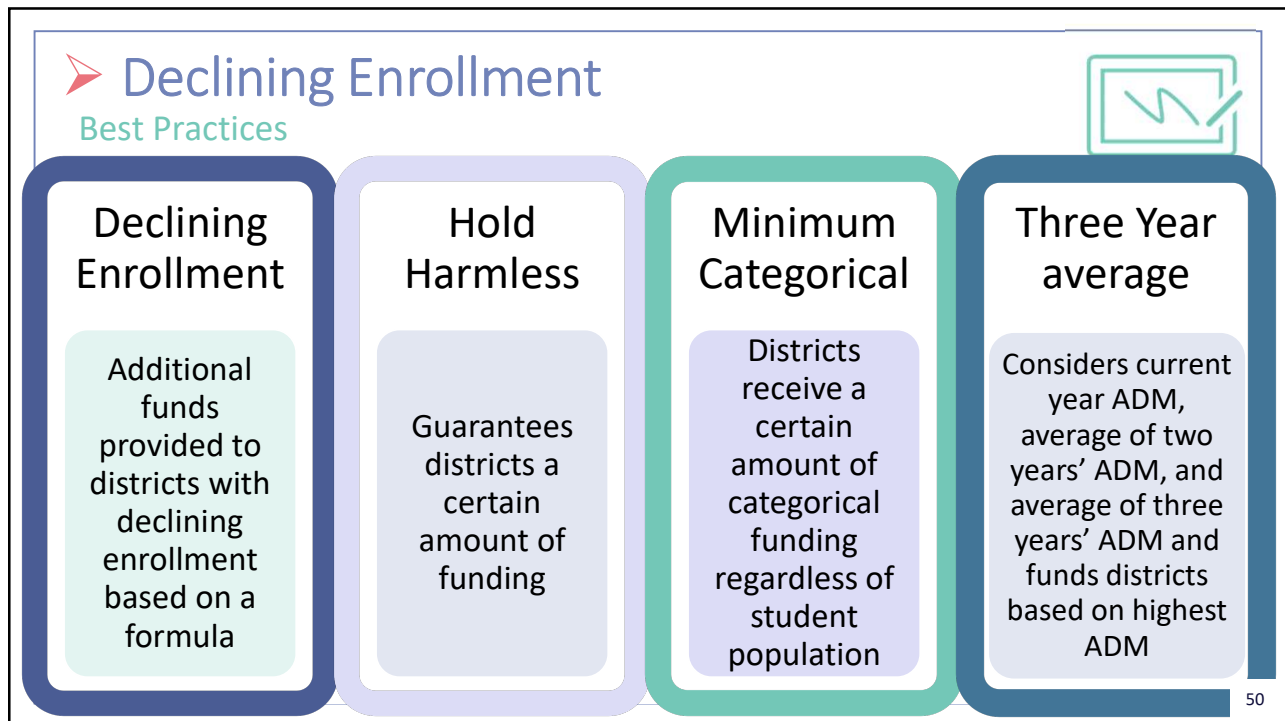 Declining Enrollment
Best Practices
Declining
Enrollment
Additional
funds
provided to
districts with
declining
enrollment
based on a
formula
Hold
Harmless
Guarantees
districts a
certain
amount of
funding
Minimum
Categorical
Districts
receive a
certain
amount of
categorical
funding
regardless of
student
population
Three Year
average
Considers current
year ADM,
average of two
years’ ADM, and
average of three
years’ ADM and
funds districts
based on highest
ADM
50